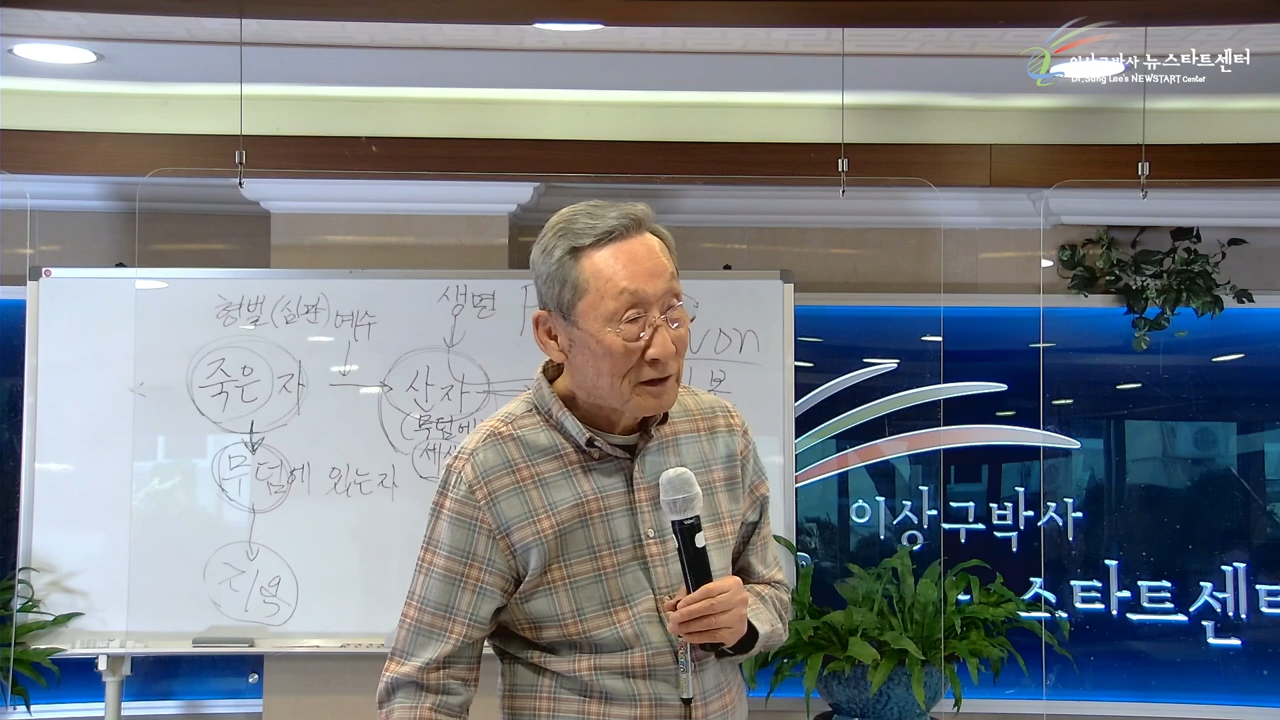 이상구박사 뉴스타트센터
Dr.Sang Lee's NEWSTART Center
형벌 (심판) 예수
생명
죽은 자
산자
무덤에 있는자
지옥
(무덤에
이상구박사
스타트센터